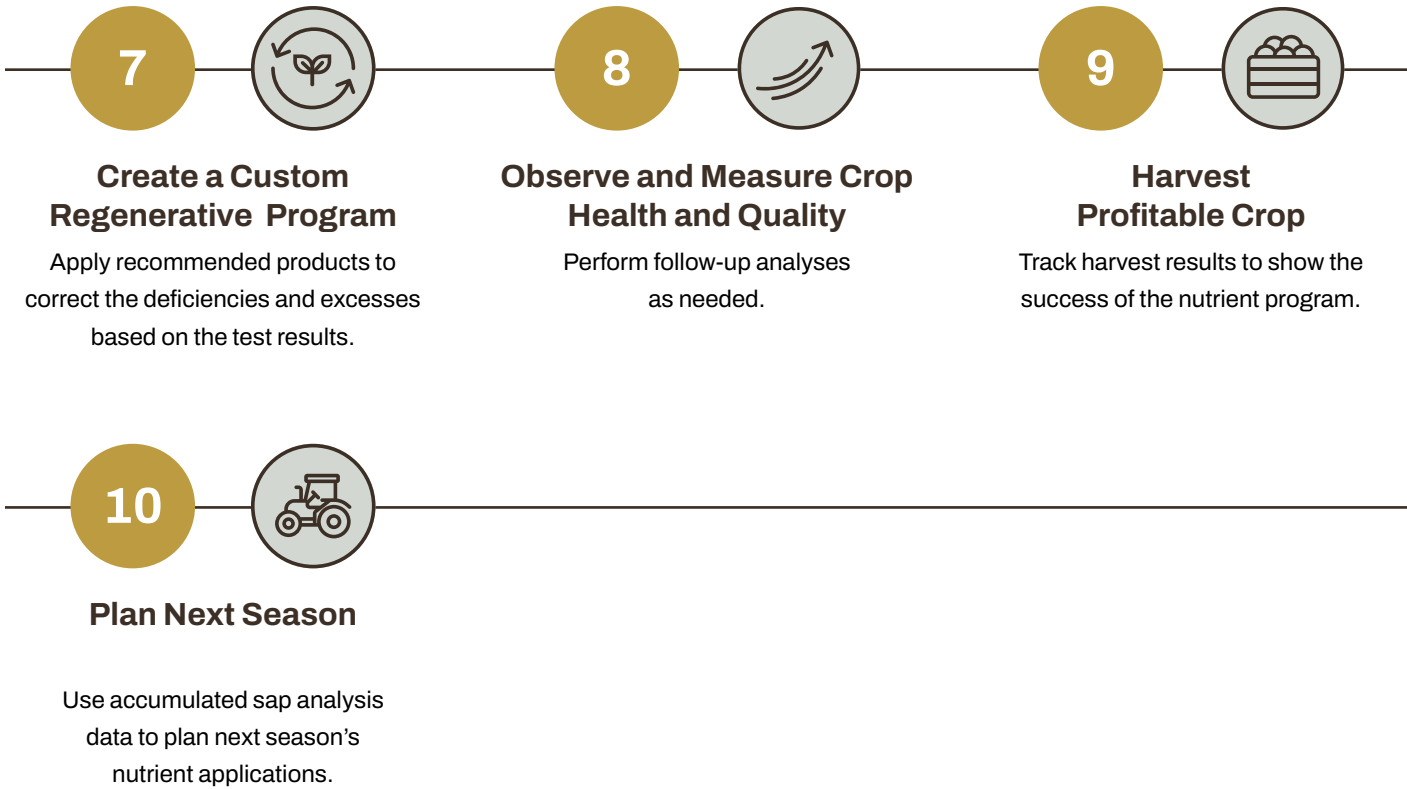 7
Create a Custom
Regenerative Program
Apply recommended products to
correct the deficiencies and excesses
based on the test results.
8
Observe and Measure Crop
Health and Quality
Perform follow-up analyses
as needed.
9
Harvest
Profitable Crop
Track harvest results to show the
success of the nutrient program.
10
Plan Next Season
Use accumulated sap analysis
data to plan next season’s
nutrient applications.